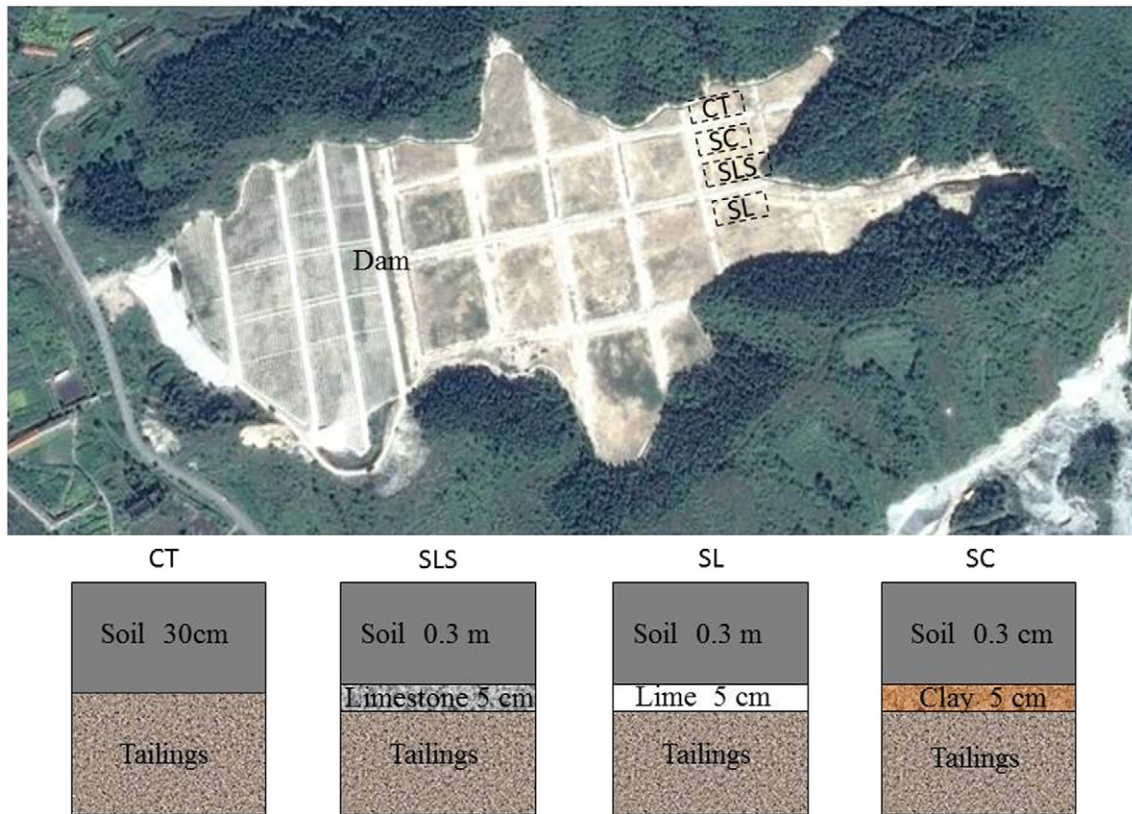 CT
SC
SLS
SL
Dam
CT SLS SL SC
Soil 30cm Soil 0.3 m Soil 0.3 m Soil 0.3 cm
Limestone 5 cm Lime 5 cm Clay 5 cm
Tailings Tailings Tailings Tailings